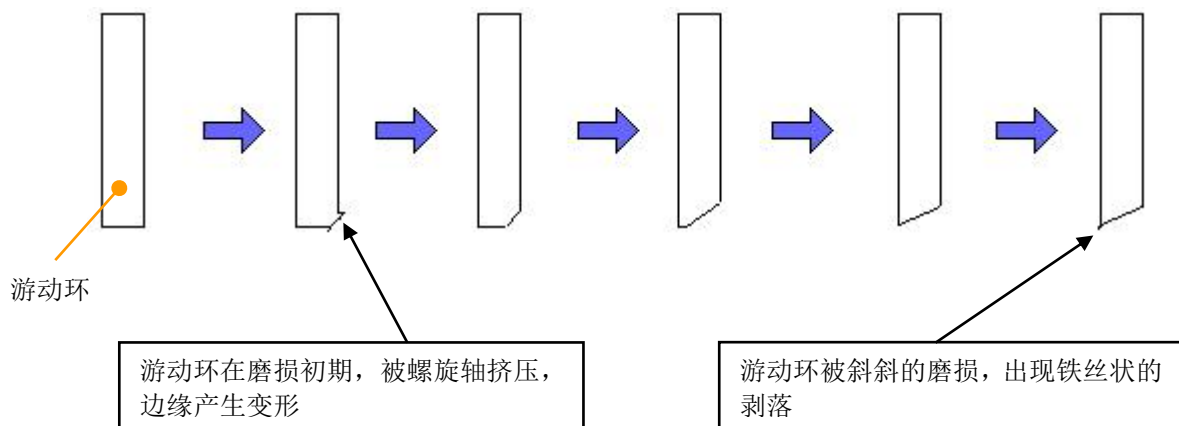 游动环
游动环在磨损初期，被螺旋轴挤压，
边缘产生变形
游动环被斜斜的磨损，出现铁丝状的
剥落